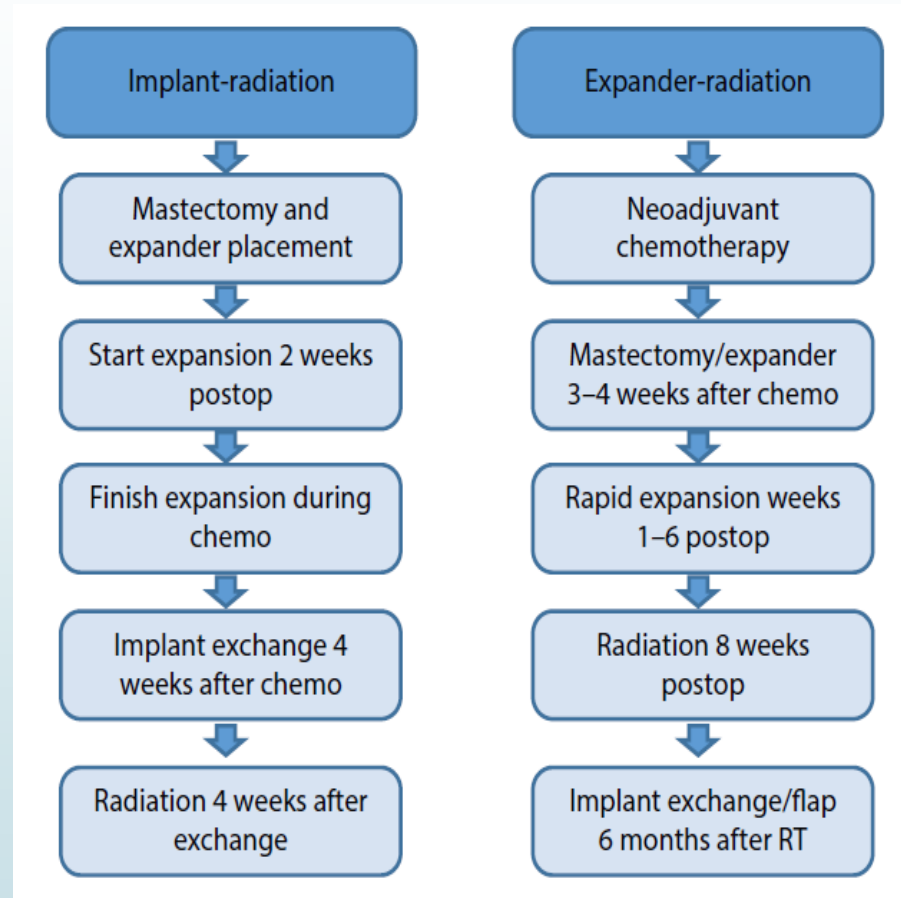 Implant-radiation
Mastectomy and
expander placement
Start expansion 2 weeks
postop
Finish expansion during
chemo
Implant exchange 4
weeks after chemo
Radiation 4 weeks after
exchange
Expander-radiation
Neoadjuvant
chemotherapy
Mastectomy/expander
3–4 weeks after chemo
Rapid expansion weeks
1–6 postop
Radiation 8 weeks
postop
Implant exchange/flap
6 months after RT